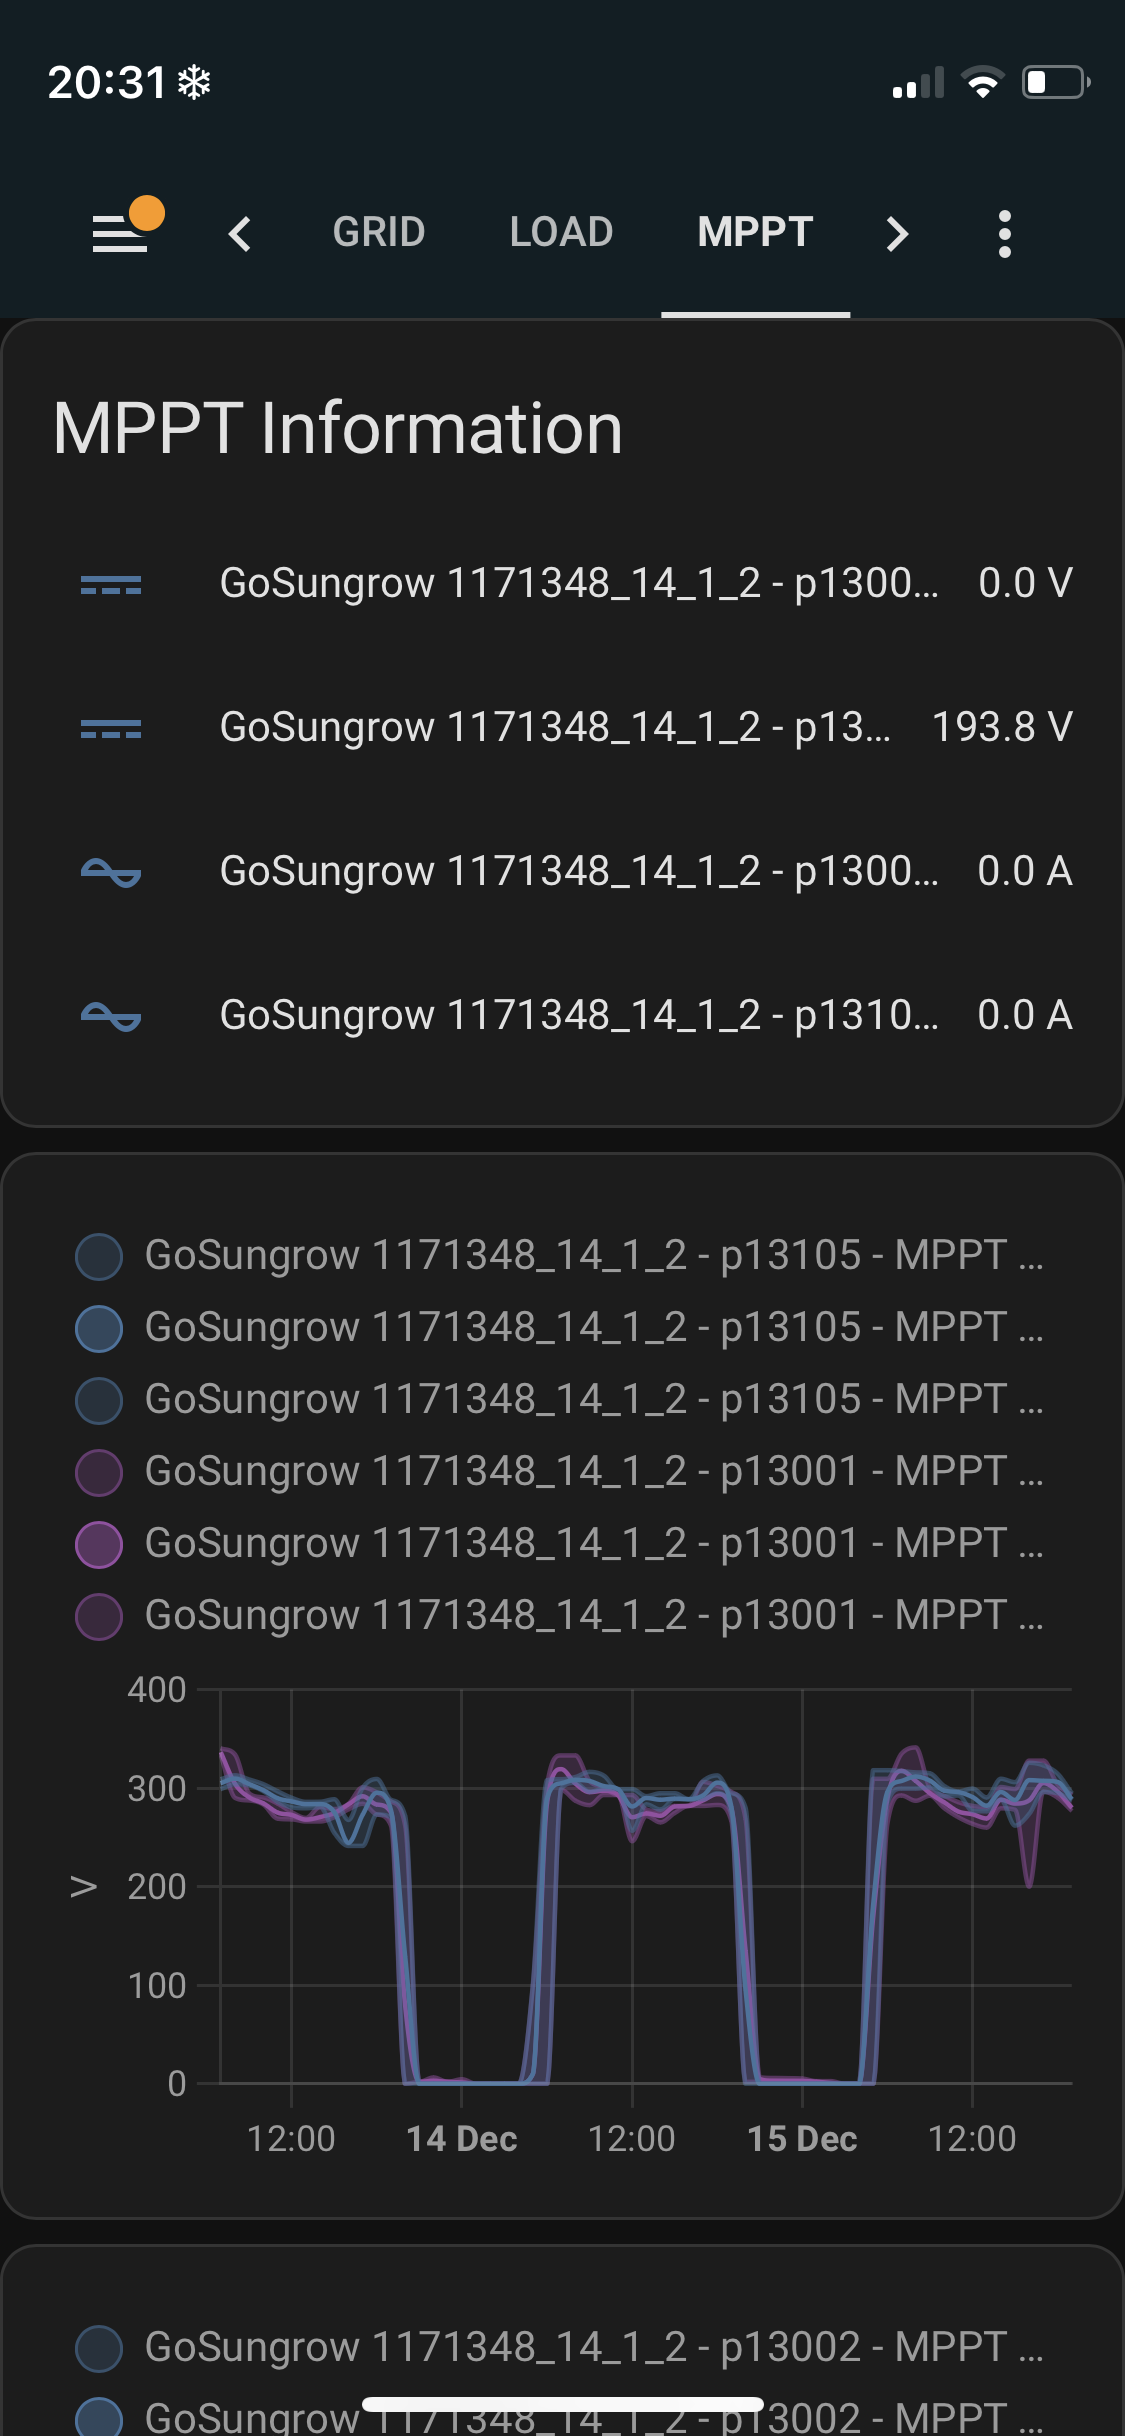 20:31
GRID LOAD MPPT
MPPT Information
GoSungrow 1171348_14_1_2 - p1300... 0.0 V
GoSungrow 1171348_14_1_2 - p13... 193.8 V
GoSungrow 1171348_14_1_2 - p1300... 0.0 A
GoSungrow 1171348_14_1_2 - p1310... 0.0 A
GoSungrow 1171348_14_1_2 - p13105 - MPPT ...
GoSungrow 1171348_14_1_2 - p13105 - MPPT ...
GoSungrow 1171348_14_1_2 - p13105 - MPPT ...
GoSungrow 1171348_14_1_2 - p13001 - MPPT ...
GoSungrow 1171348_14_1_2 - p13001 - MPPT ...
GoSungrow 1171348_14_1_2 - p13001 - MPPT ...
400
300
V
200
100
0
12:00 14 Dec 12:00 15 Dec 12:00
GoSungrow 1171348_14_1_2 - p13002 - MPPT ...
GoSungrow 1171348_14_1_2 - p13002 - MPPT ...